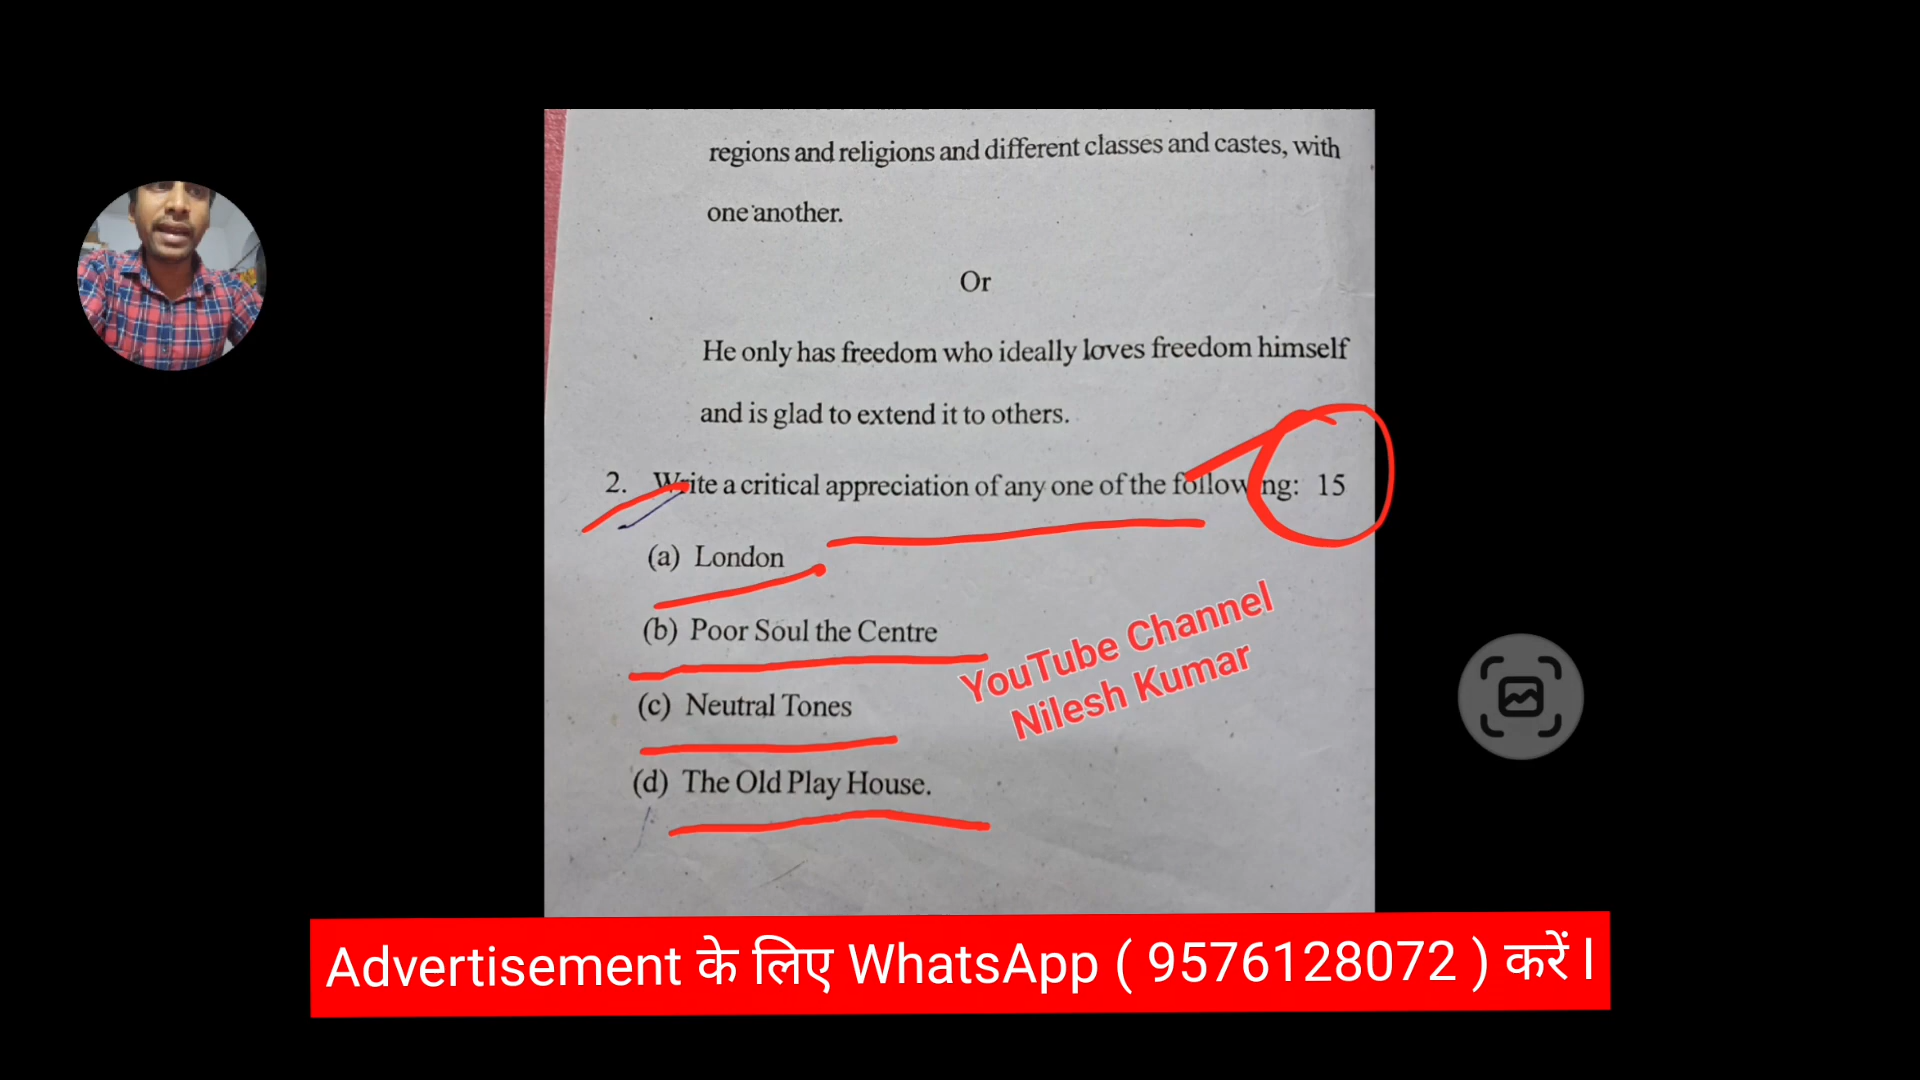 regions and religions and different classes and castes, with
one another.
Or
He only has freedom who ideally loves freedom himself
and is glad to extend it to others.
2. Write a critical appreciation of any one of the following: 15
(a) London
(b) Poor Soul the Centre
(c) Neutral Tones
(d) The Old Play House.
YouTube Channel
Nilesh Kumar
Advertisement के लिए WhatsApp ( 9576128072 ) करें l